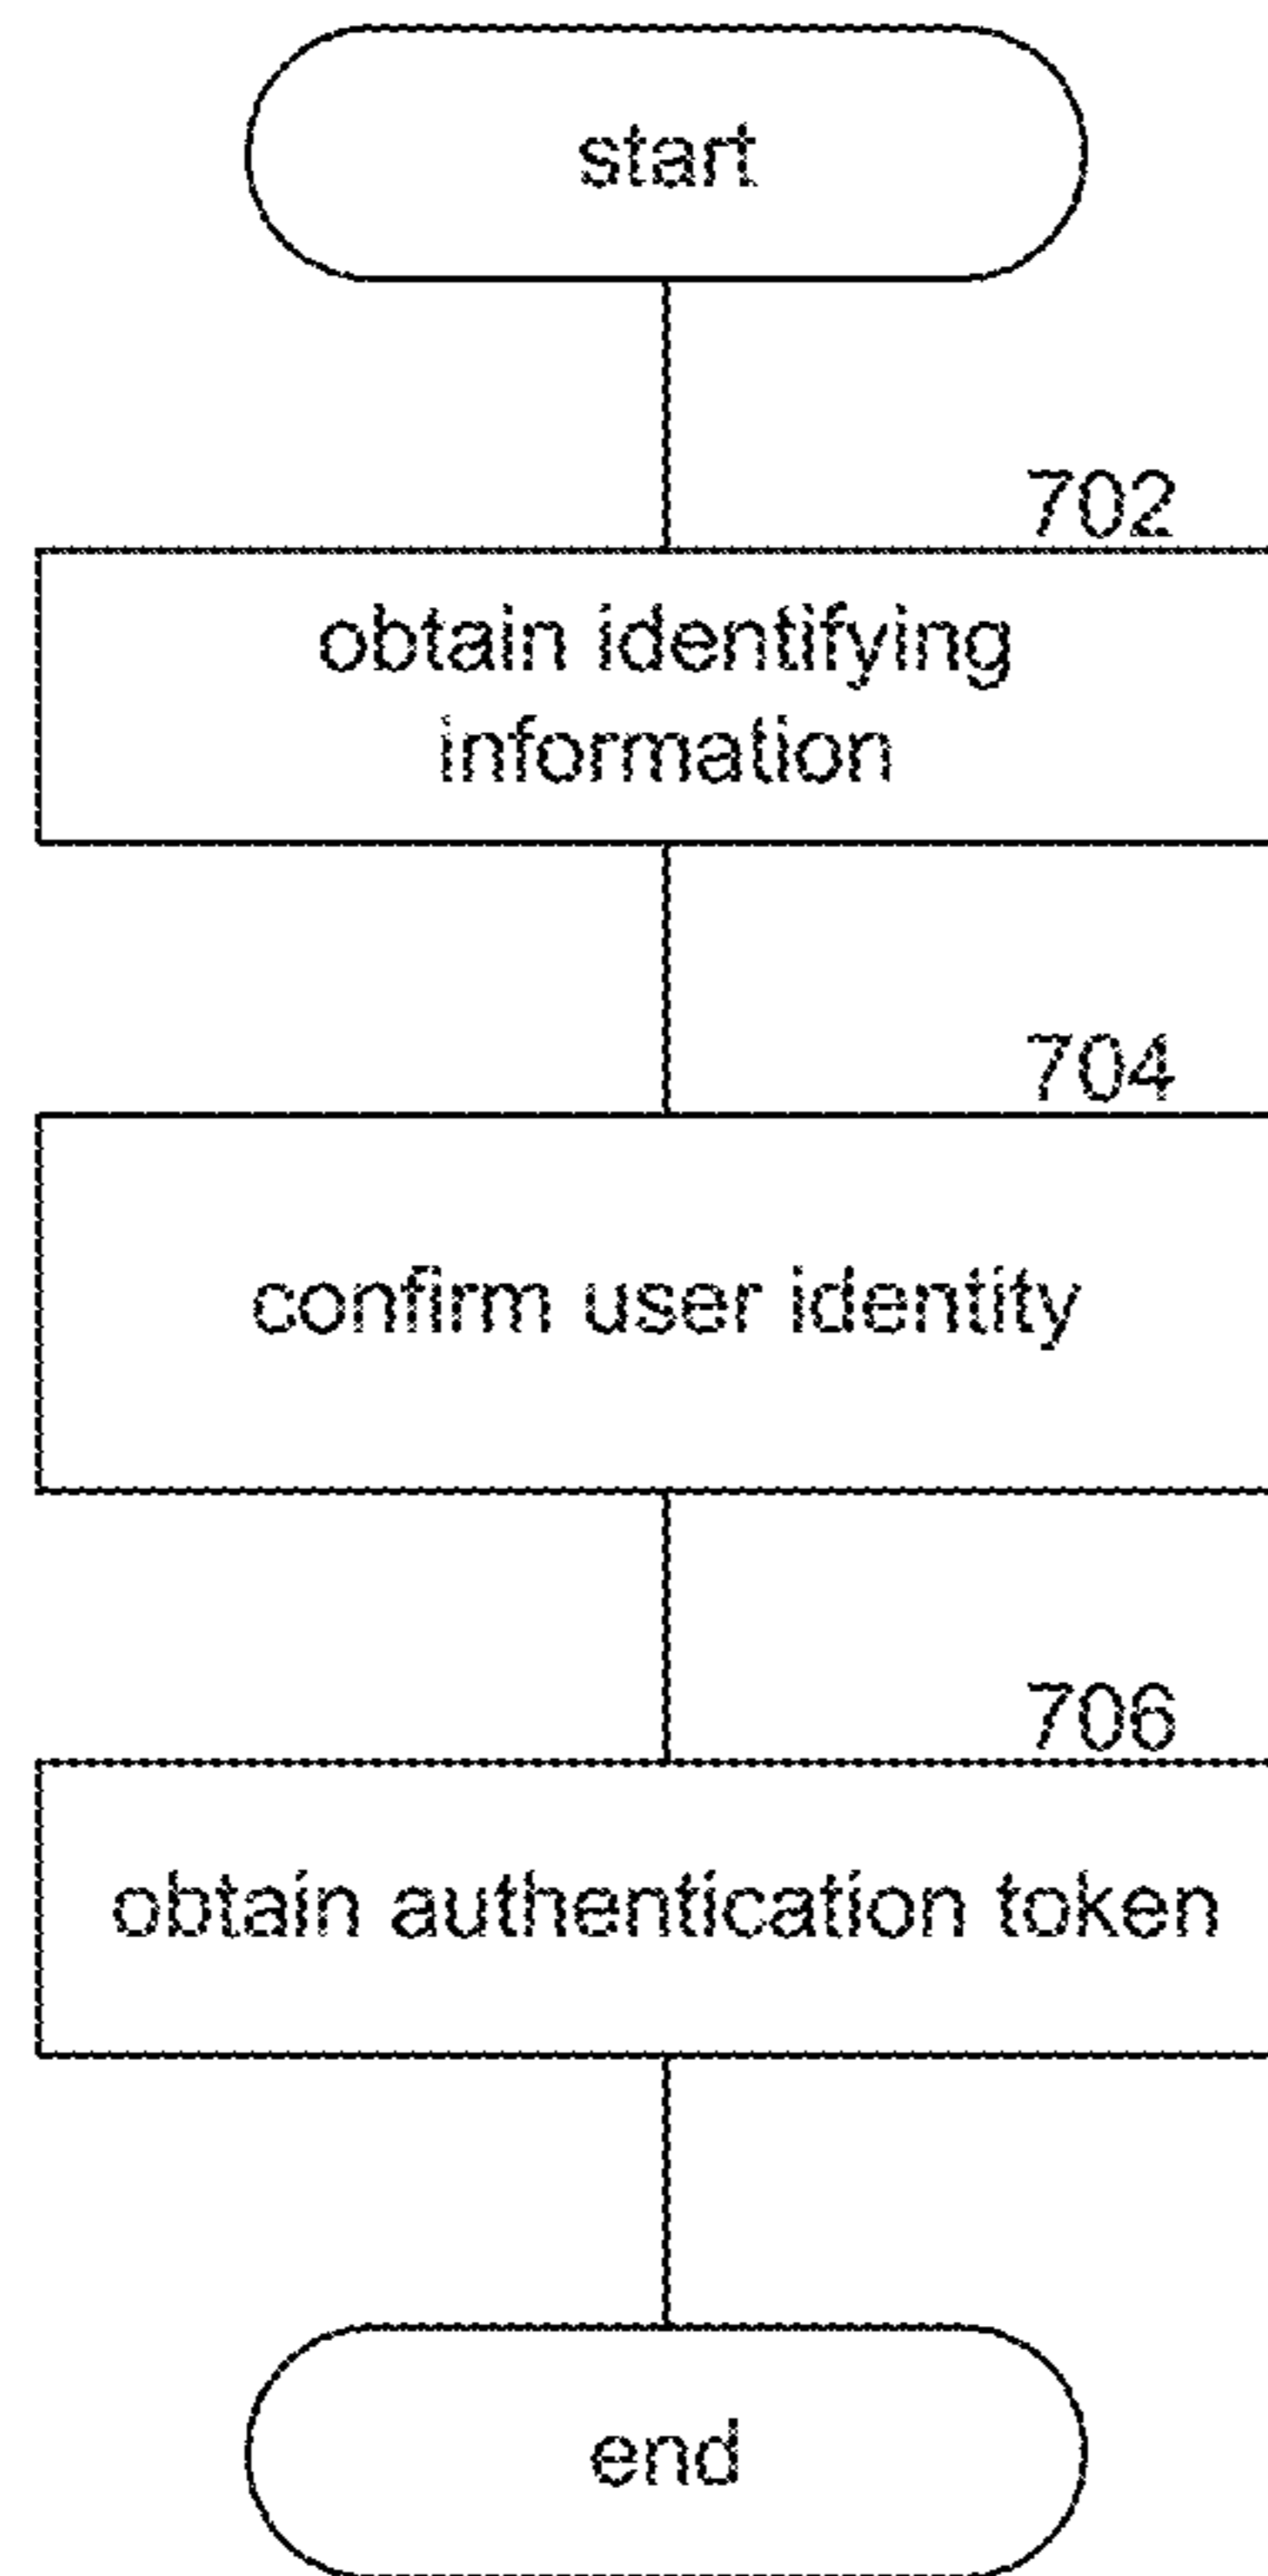 start
702
obtain identifying
information
704
confirm user identity
706
obtain authentication token
end